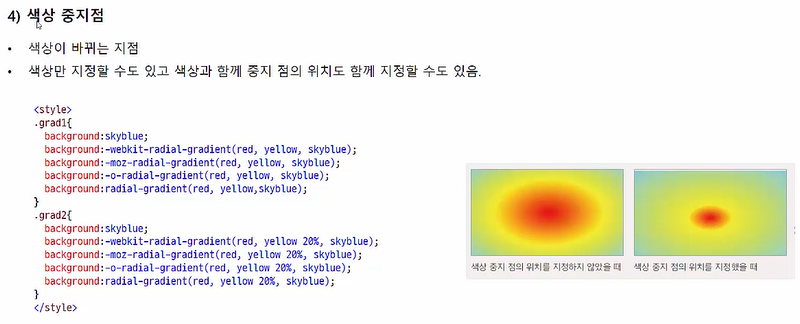 4) 색상 중지점
• 색상이 바뀌는 지점
• 색상만 지정할 수도 있고 색상과 함께 중지 점의 위치도 함께 지정할 수도 있음.
<style>
.grad1{
background:skyblue;
background:-webkit-radial-gradient(red, yellow, skyblue);
background:-moz-radial-gradient(red, yellow, skyblue);
background:-o-radial-gradient(red, yellow, skyblue);
background:radial-gradient(red, yellow,skyblue);
}
.grad2{
background:skyblue;
background:-webkit-radial-gradient(red, yellow 20%, skyblue);
background:-moz-radial-gradient(red, yellow 20%, skyblue);
background:-o-radial-gradient(red, yellow 20%, skyblue);
background:radial-gradient(red, yellow 20%, skyblue);
}
</style>
색상 중지 점의 위치를 지정하지 않았을 때
색상 중지 점의 위치를 지정했을 때